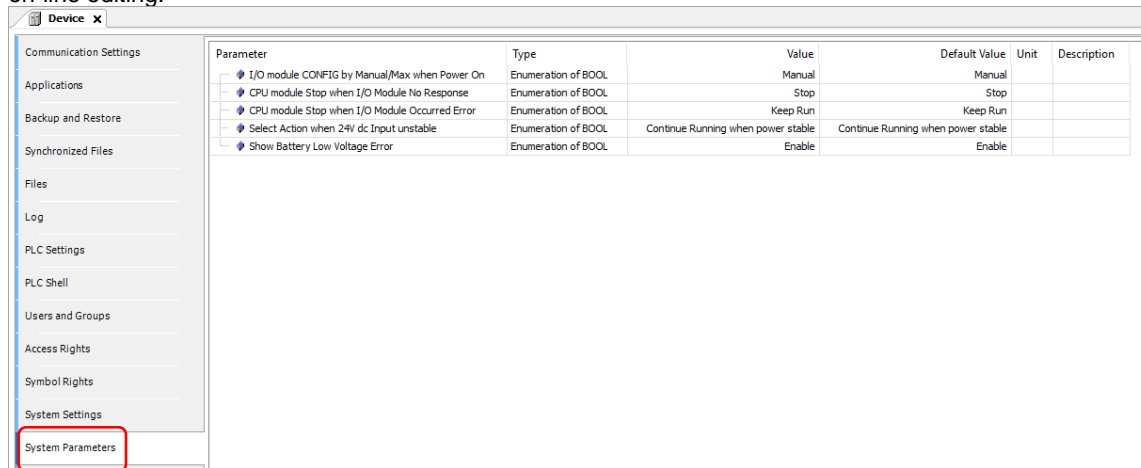 on-line editing.
Device x
Communication Settings
Applications
Backup and Restore
Synchronized Files
Files
Log
PLC Settings
PLC Shell
Users and Groups
Access Rights
Symbol Rights
System Settings
System Parameters
Parameter Type Value Default Value Unit Description
I/O module CONFIG by Manual/Max when Power On Enumeration of BOOL Manual Manual
CPU module Stop when I/O Module No Response Enumeration of BOOL Stop Stop
CPU module Stop when I/O Module Occurred Error Enumeration of BOOL Keep Run Keep Run
Select Action when 24V dc Input unstable Enumeration of BOOL Continue Running when power stable Continue Running when power stable
Show Battery Low Voltage Error Enumeration of BOOL Enable Enable